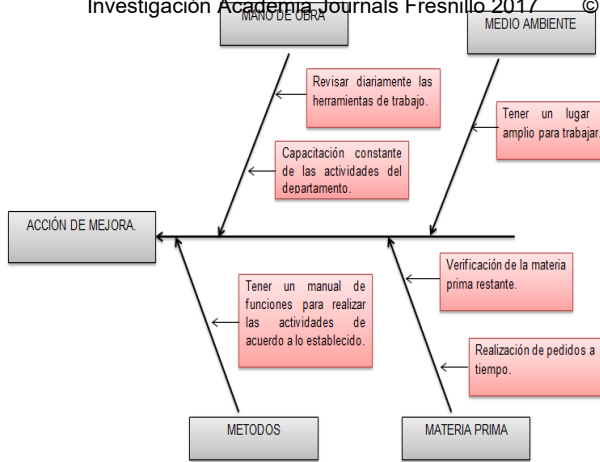 Investigación Academia Journals Fresnillo 2017 ©
MANO DE OBRA
MEDIO AMBIENTE
Revisar diariamente las
herramientas de trabajo.
Tener un lugar
amplio para trabajar.
Capacitación constante
de las actividades del
departamento.
ACCIÓN DE MEJORA.
Verificación de la materia
prima restante.
Tener un manual de
funciones para realizar
las actividades de
acuerdo a lo establecido.
Realización de pedidos a
tiempo.
METODOS
MATERIA PRIMA